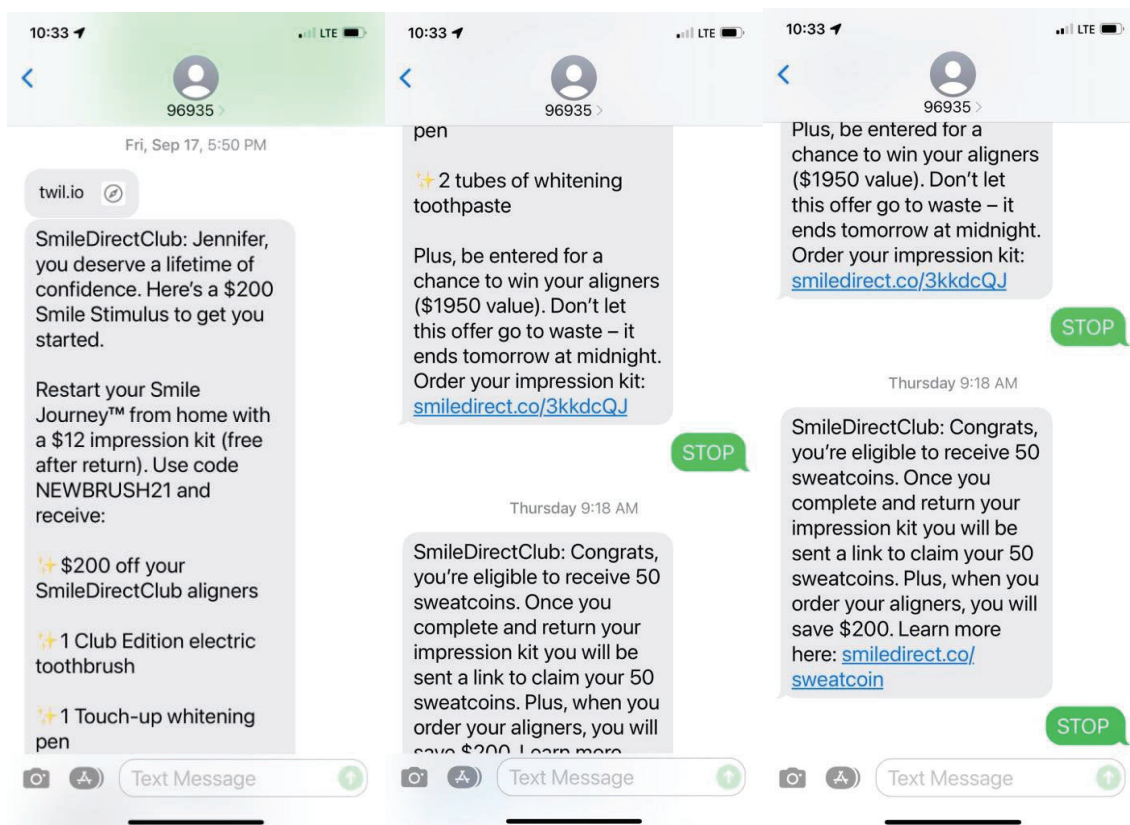 10:33
LTE
96935
Fri, Sep 17, 5:50 PM
twil.io
SmileDirectClub: Jennifer,
you deserve a lifetime of
confidence. Here’s a $200
Smile Stimulus to get you
started.
Restart your Smile
Journey™ from home with
a $12 impression kit (free
after return). Use code
NEWBRUSH21 and
receive:
✨ $200 off your
SmileDirectClub aligners
✨1 Club Edition electric
toothbrush
✨1 Touch-up whitening
pen
Text Message
10:33
LTE
96935
pen
✨2 tubes of whitening
toothpaste
Plus, be entered for a
chance to win your aligners
($1950 value). Don’t let
this offer go to waste – it
ends tomorrow at midnight.
Order your impression kit:
smiledirect.co/3kkdcQJ
STOP
Thursday 9:18 AM
SmileDirectClub: Congrats,
you’re eligible to receive 50
sweatcoins. Once you
complete and return your
impression kit you will be
sent a link to claim your 50
sweatcoins. Plus, when you
order your aligners, you will
save $200. Learn more
Text Message
10:33
LTE
96935
Plus, be entered for a
chance to win your aligners
($1950 value). Don’t let
this offer go to waste – it
ends tomorrow at midnight.
Order your impression kit:
smiledirect.co/3kkdcQJ
STOP
Thursday 9:18 AM
SmileDirectClub: Congrats,
you’re eligible to receive 50
sweatcoins. Once you
complete and return your
impression kit you will be
sent a link to claim your 50
sweatcoins. Plus, when you
order your aligners, you will
save $200. Learn more
here: smiledirect.co/
sweatcoin
STOP
Text Message